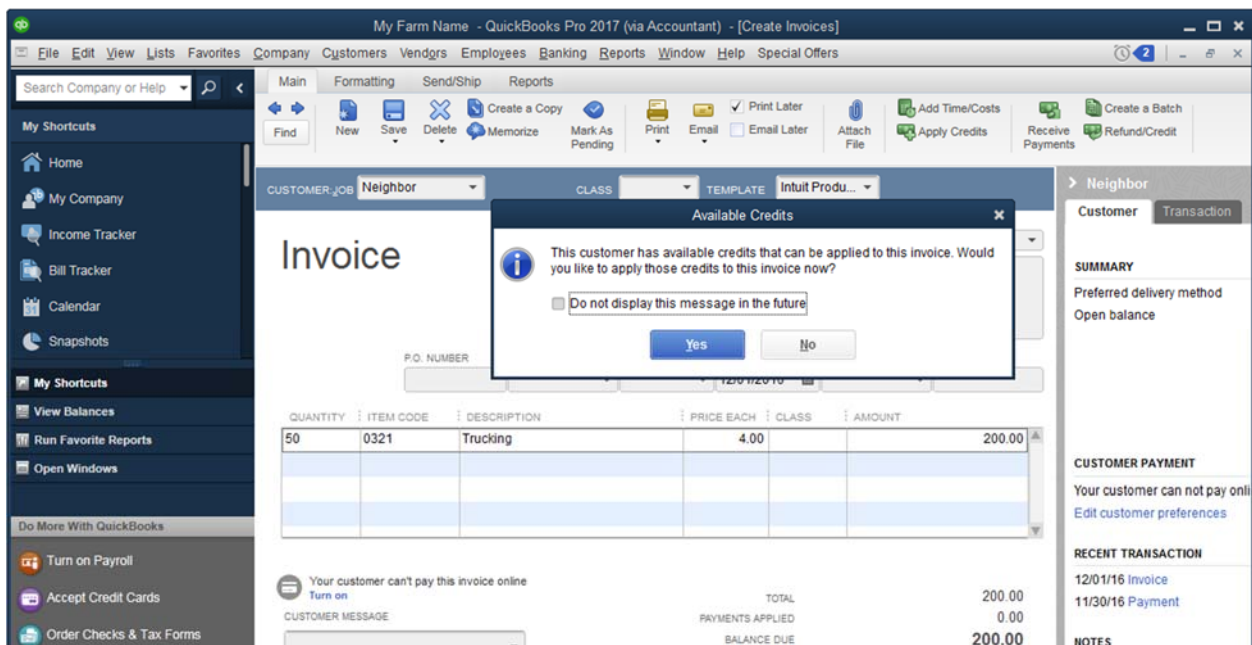 My Farm Name - QuickBooks Pro 2017 (via Accountant) - [Create Invoices]
File Edit View Lists Favorites Company Customers Vendors Employees Banking Reports Window Help Special Offers
2
Search Company or Help
Main Formatting Send/Ship Reports
Find
New
Save
Delete
Create a Copy
Memorize
Mark As
Pending
Print
Email
Print Later
Email Later
Attach
File
Add Time/Costs
Apply Credits
Receive
Payments
Create a Batch
Refund/Credit
My Shortcuts
Home
My Company
Income Tracker
Bill Tracker
Calendar
31
Snapshots
My Shortcuts
View Balances
Run Favorite Reports
Open Windows
Do More With QuickBooks
Turn on Payroll
Accept Credit Cards
Order Checks & Tax Forms
CUSTOMER:JOB Neighbor CLASS TEMPLATE Intuit Produ...
Invoice
Available Credits
This customer has available credits that can be applied to this invoice. Would
you like to apply those credits to this invoice now?
Do not display this message in the future
Yes No
P.O. NUMBER
12/01/2016
QUANTITY ITEM CODE DESCRIPTION PRICE EACH CLASS AMOUNT
50 0321 Trucking 4.00 200.00
Your customer can't pay this invoice online
Turn on
CUSTOMER MESSAGE
TOTAL 200.00
PAYMENTS APPLIED 0.00
BALANCE DUE 200.00
Neighbor
Customer Transaction
SUMMARY
Preferred delivery method
Open balance
CUSTOMER PAYMENT
Your customer can not pay onli
Edit customer preferences
RECENT TRANSACTION
12/01/16 Invoice
11/30/16 Payment
NOTES